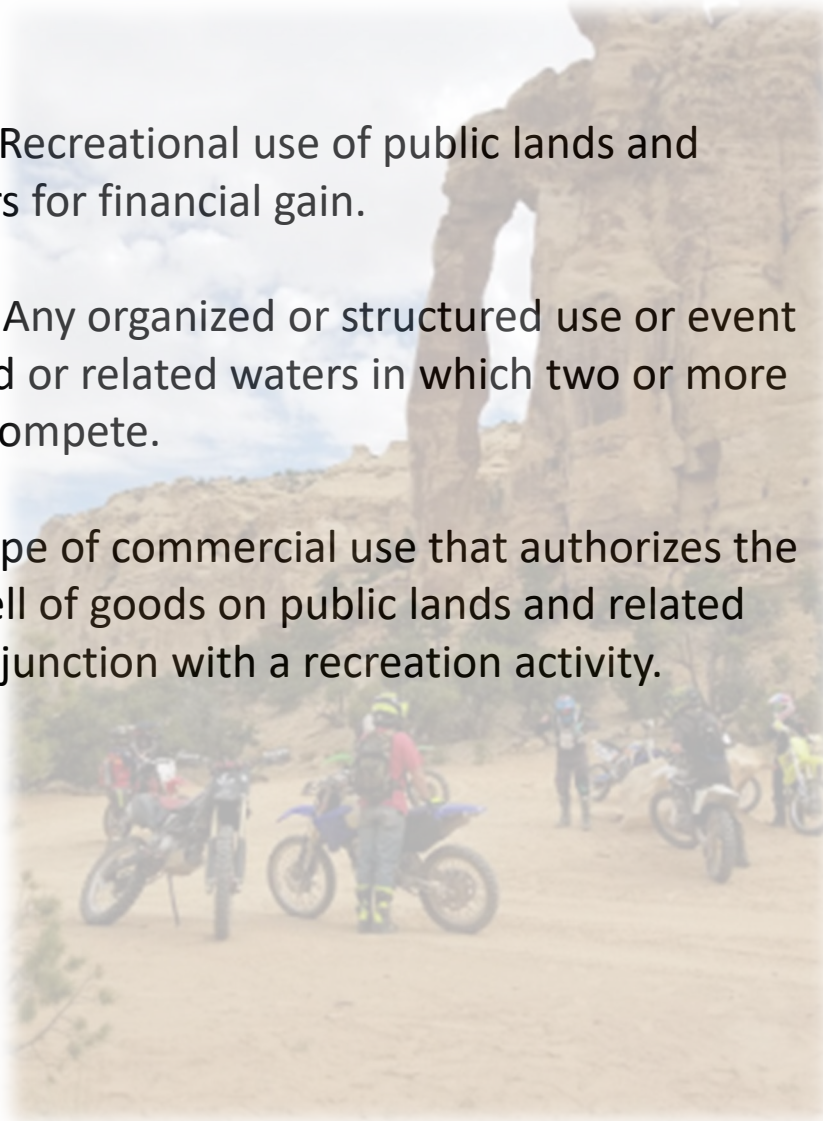 Recreational use of public lands and
s for financial gain.
Any organized or structured use or event
d or related waters in which two or more
ompete.
pe of commercial use that authorizes the
ll of goods on public lands and related
junction with a recreation activity.